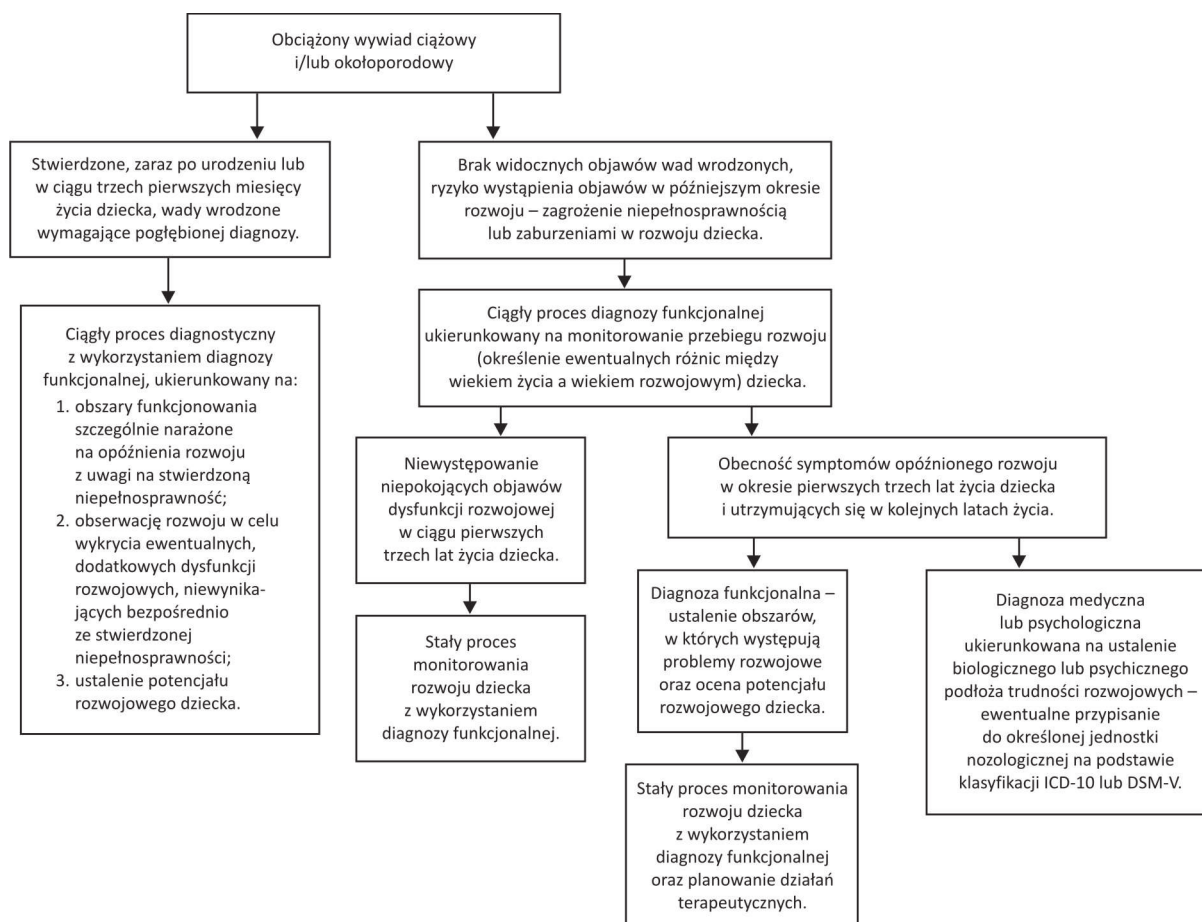 Obciążony wywiad ciążowy
i/lub okołoporodowy
Stwierdzone, zaraz po urodzeniu lub
w ciągu trzech pierwszych miesięcy
życia dziecka, wady wrodzone
wymagające pogłębionej diagnozy.
Brak widocznych objawów wad wrodzonych,
ryzyko wystąpienia objawów w późniejszym okresie
rozwoju – zagrożenie niepełnosprawnością
lub zaburzeniami w rozwoju dziecka.
Ciągły proces diagnostyczny
z wykorzystaniem diagnozy
funkcjonalnej, ukierunkowany na:
1. obszary funkcjonowania
szczególnie narażone
na opóźnienia rozwoju
z uwagi na stwierdzoną
niepełnosprawność;
2. obserwację rozwoju w celu
wykrycia ewentualnych,
dodatkowych dysfunkcji
rozwojowych, niewynika-
jących bezpośrednio
ze stwierdzonej
niepełnosprawności;
3. ustalenie potencjału
rozwojowego dziecka.
Ciągły proces diagnozy funkcjonalnej
ukierunkowany na monitorowanie przebiegu rozwoju
(określenie ewentualnych różnic między
wiekiem życia a wiekiem rozwojowym) dziecka.
Niewystępowanie
niepokojących objawów
dysfunkcji rozwojowej
w ciągu pierwszych
trzech lat życia dziecka.
Obecność symptomów opóźnionego rozwoju
w okresie pierwszych trzech lat życia dziecka
i utrzymujących się w kolejnych latach życia.
Stały proces
monitorowania
rozwoju dziecka
z wykorzystaniem
diagnozy funkcjonalnej.
Diagnoza funkcjonalna –
ustalenie obszarów,
w których występują
problemy rozwojowe
oraz ocena potencjału
rozwojowego dziecka.
Diagnoza medyczna
lub psychologiczna
ukierunkowana na ustalenie
biologicznego lub psychicznego
podłoża trudności rozwojowych –
ewentualne przypisanie
do określonej jednostki
nozologicznej na podstawie
klasyfikacji ICD-10 lub DSM-V.
Stały proces monitorowania
rozwoju dziecka
z wykorzystaniem
diagnozy funkcjonalnej
oraz planowanie działań
terapeutycznych.